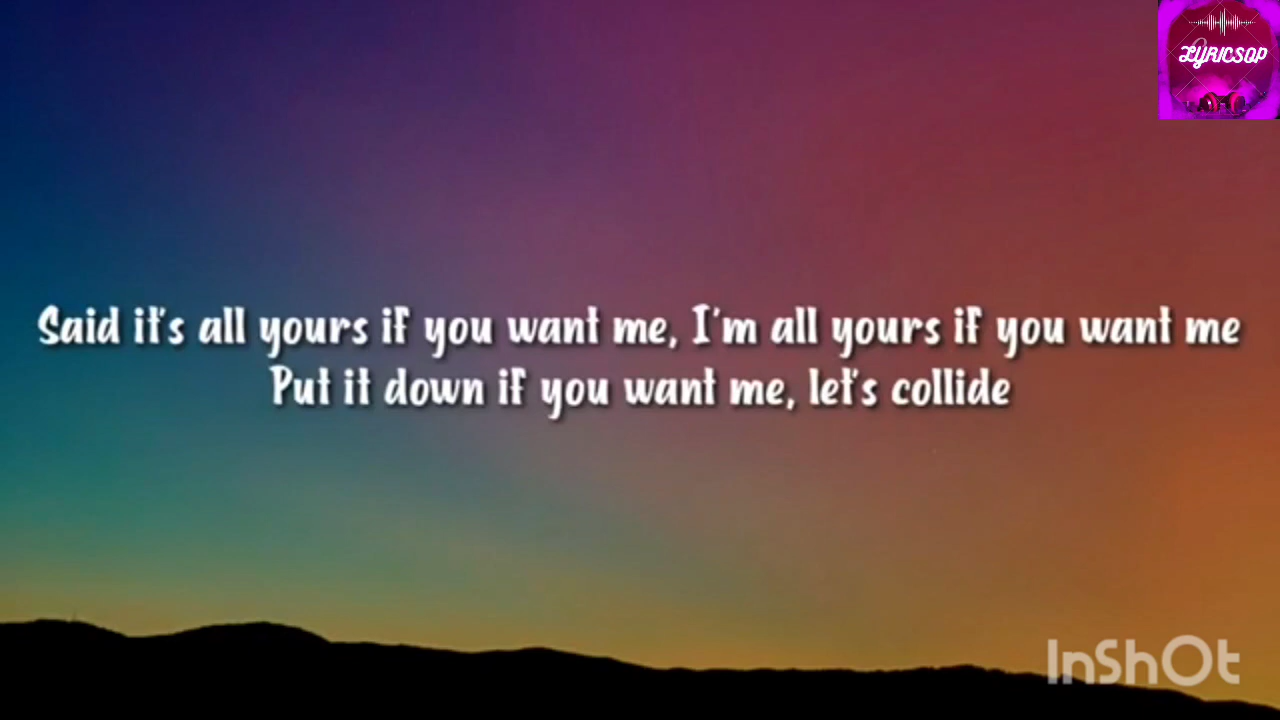 LYRICSOP
Said it's all yours if you want me, I'm all yours if you want me
Put it down if you want me, let's collide
InShOt